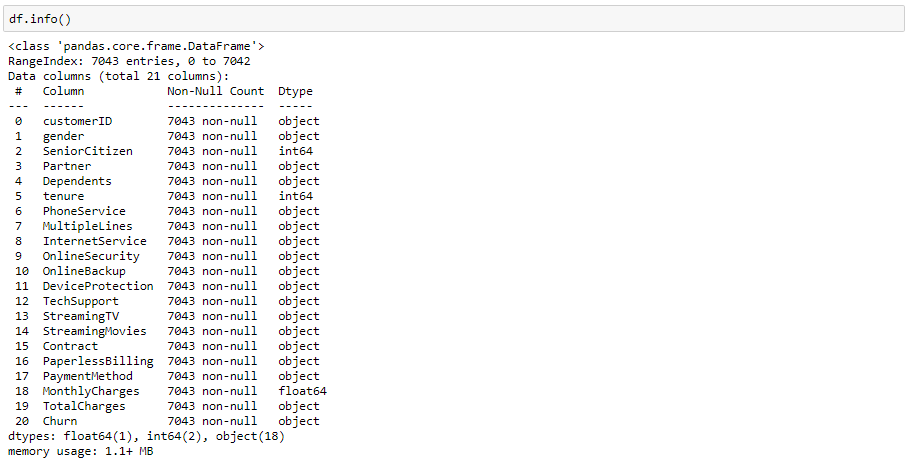 df.info()
<class 'pandas.core.frame.DataFrame'>
RangeIndex: 7043 entries, 0 to 7042
Data columns (total 21 columns):
 #   Column            Non-Null Count  Dtype
---  ------            --------------  -----
 0   customerID        7043 non-null   object
 1   gender            7043 non-null   object
 2   SeniorCitizen     7043 non-null   int64
 3   Partner           7043 non-null   object
 4   Dependents        7043 non-null   object
 5   tenure            7043 non-null   int64
 6   PhoneService      7043 non-null   object
 7   MultipleLines     7043 non-null   object
 8   InternetService   7043 non-null   object
 9   OnlineSecurity    7043 non-null   object
 10  OnlineBackup      7043 non-null   object
 11  DeviceProtection  7043 non-null   object
 12  TechSupport       7043 non-null   object
 13  StreamingTV       7043 non-null   object
 14  StreamingMovies   7043 non-null   object
 15  Contract          7043 non-null   object
 16  PaperlessBilling  7043 non-null   object
 17  PaymentMethod     7043 non-null   object
 18  MonthlyCharges    7043 non-null   float64
 19  TotalCharges      7043 non-null   object
 20  Churn             7043 non-null   object
dtypes: float64(1), int64(2), object(18)
memory usage: 1.1+ MB